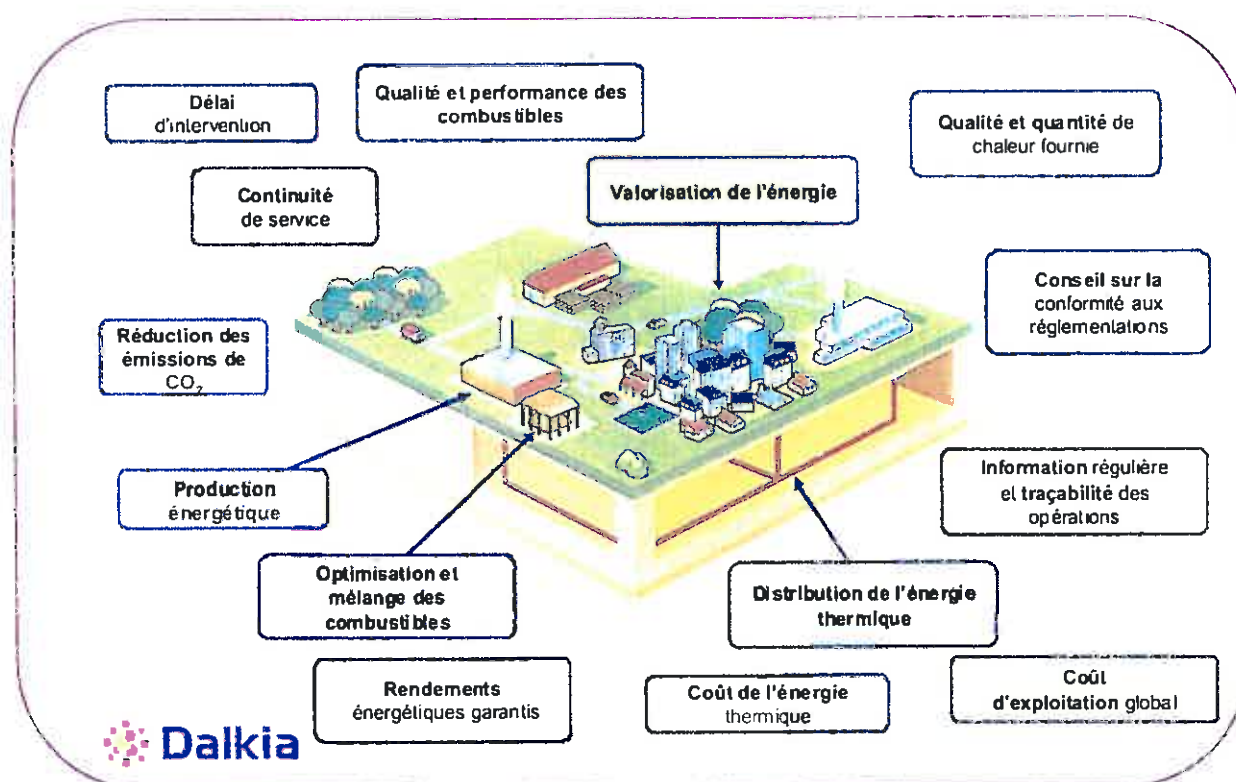 Délai
d'intervention
Qualité et performance des
combustibles
Qualité et quantité de
chaleur fournie
Continuité
de service
Valorisation de l'énergie
Conseil sur la
conformité aux
réglementations
Réduction des
émissions de
CO₂
Production
énergétique
Information régulière
et traçabilité des
opérations
Optimisation et
mélange des
combustibles
Distribution de l'énergie
thermique
Rendements
énergétiques garantis
Coût de l'énergie
thermique
Coût
d'exploitation global
Dalkia